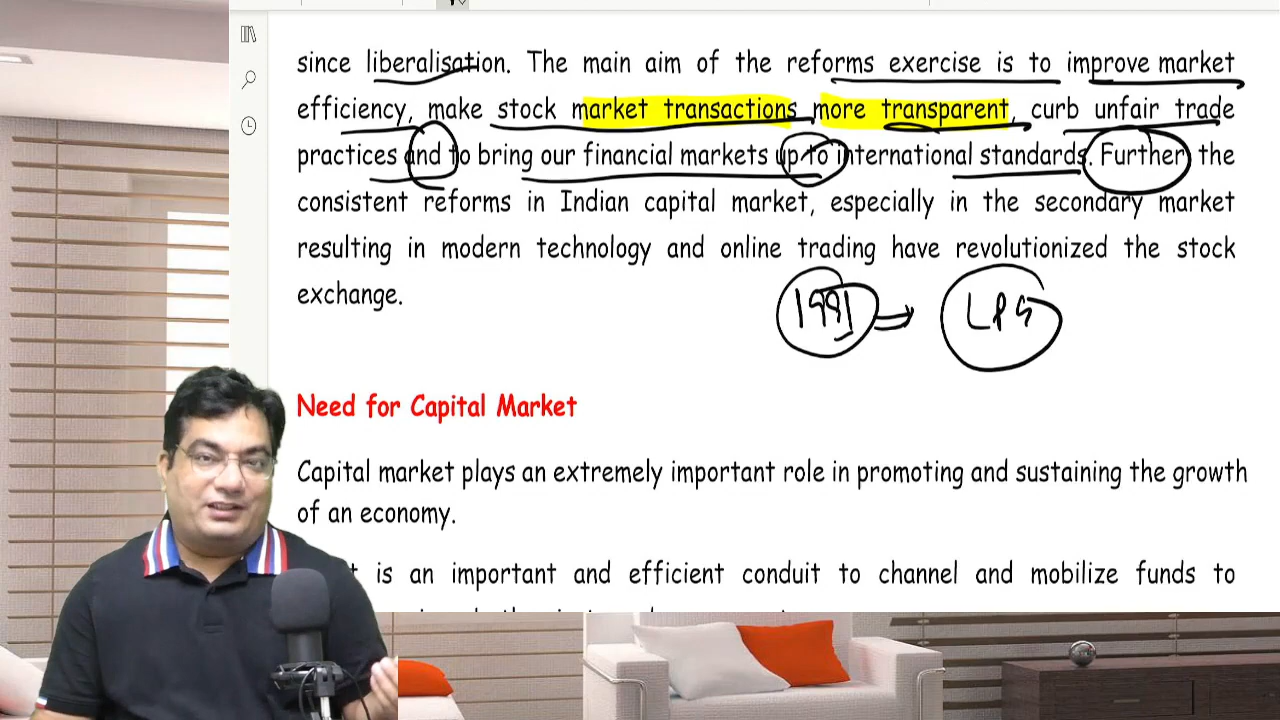 since liberalisation. The main aim of the reforms exercise is to improve market
efficiency, make stock market transactions more transparent, curb unfair trade
practices and to bring our financial markets up to international standards. Further the
consistent reforms in Indian capital market, especially in the secondary market
resulting in modern technology and online trading have revolutionized the stock
exchange.
1991 ⇒ LPG
Need for Capital Market
Capital market plays an extremely important role in promoting and sustaining the growth
of an economy.
is an important and efficient conduit to channel and mobilize funds to